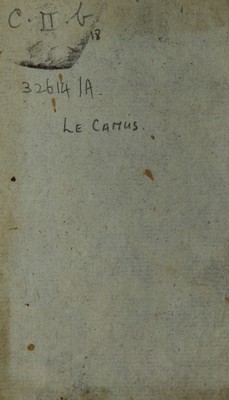 C. II. b.
18
32614/A.
LE CAMUS.